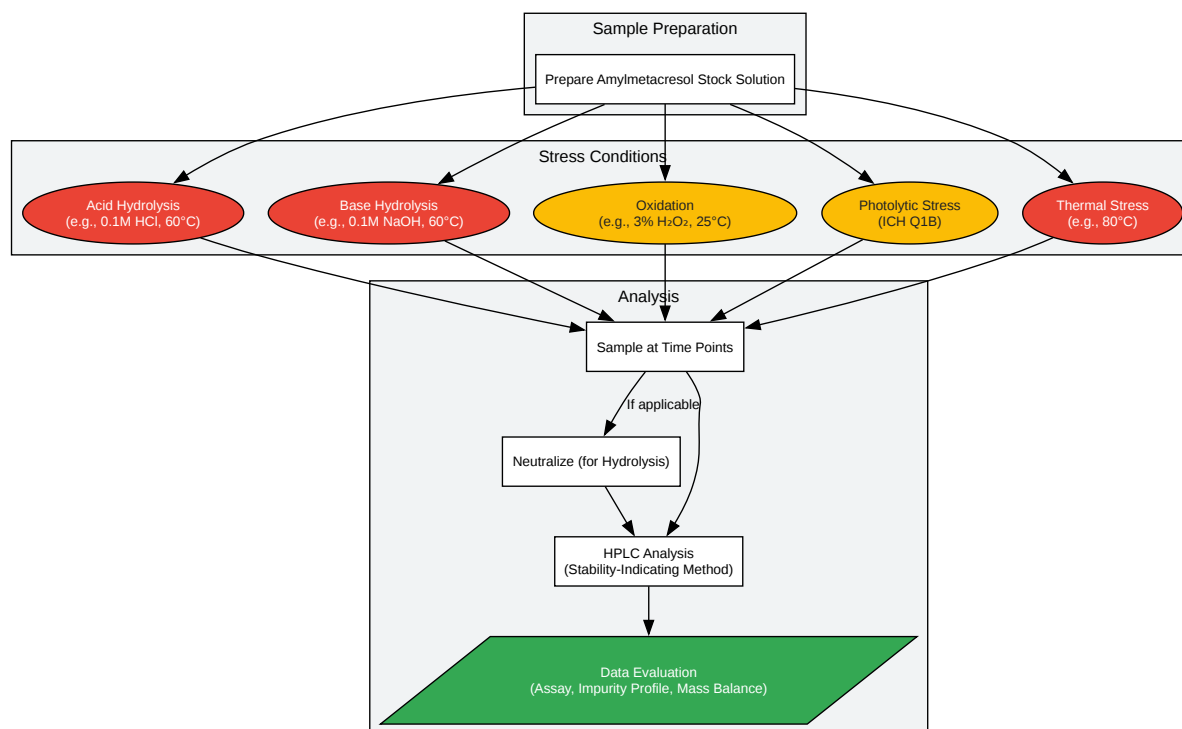 Sample Preparation
Prepare Amylmetacresol Stock Solution
Stress Conditions
Acid Hydrolysis
(e.g., 0.1M HCl, 60°C)
Base Hydrolysis
(e.g., 0.1M NaOH, 60°C)
Oxidation
(e.g., 3% H₂O₂, 25°C)
Photolytic Stress
(ICH Q1B)
Thermal Stress
(e.g., 80°C)
Analysis
Sample at Time Points
If applicable
Neutralize (for Hydrolysis)
HPLC Analysis
(Stability-Indicating Method)
Data Evaluation
(Assay, Impurity Profile, Mass Balance)